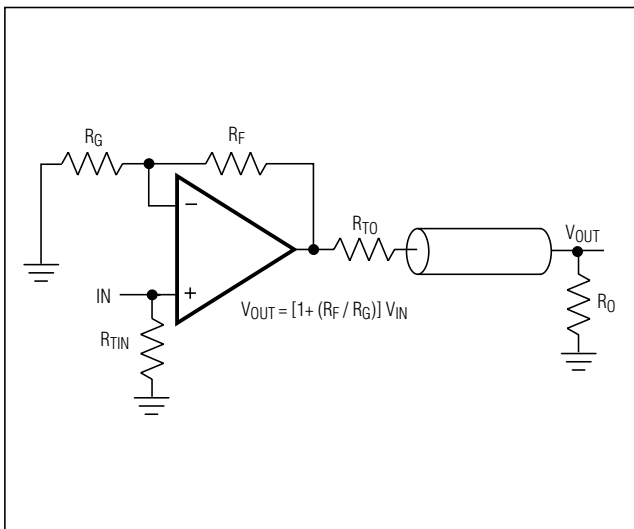 RG
RF
−
RTO
VOUT
IN
+
VOUT = [1+ (RF / RG)] VIN
RO
RTIN